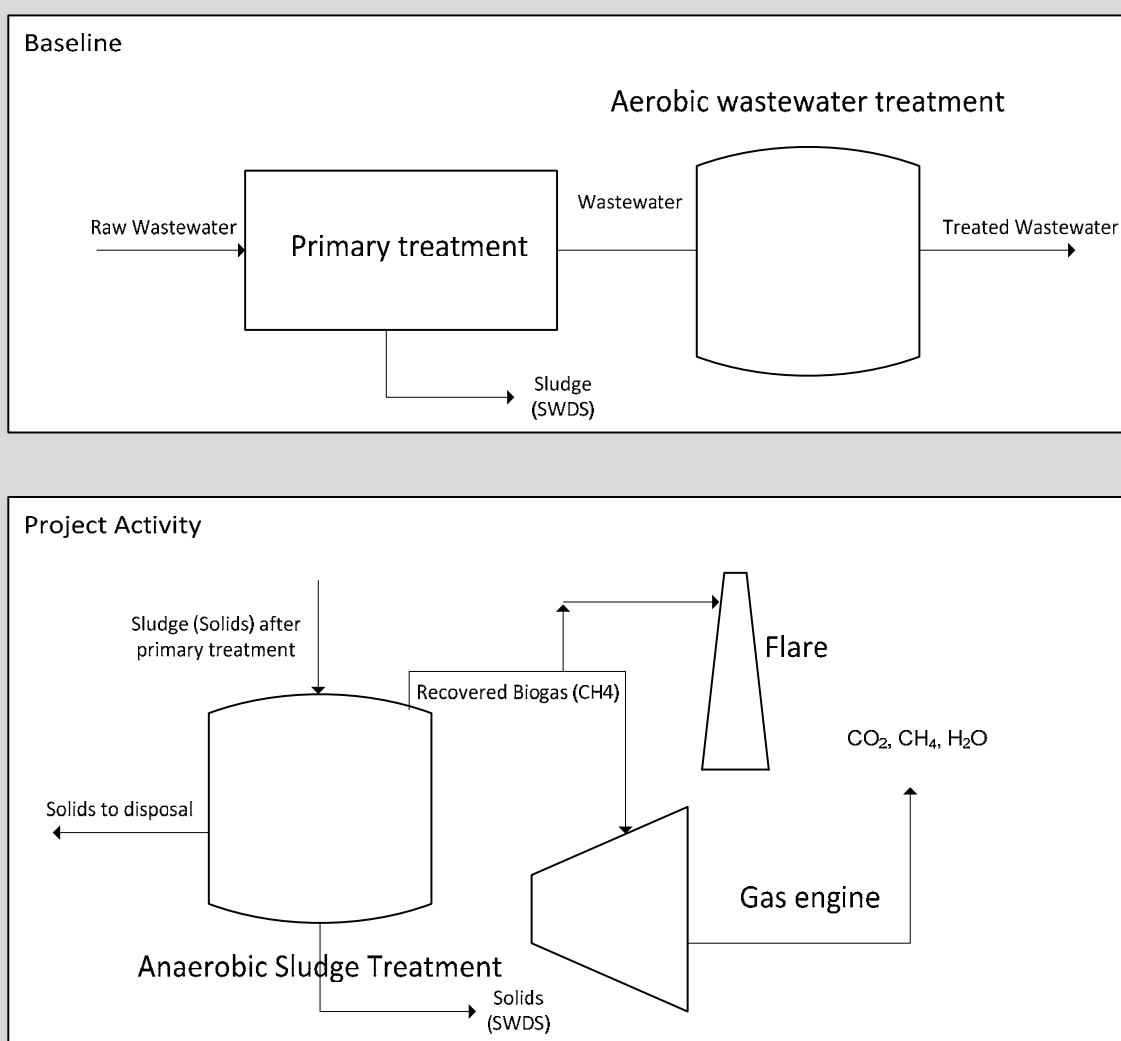 Baseline
Aerobic wastewater treatment
Raw Wastewater
Primary treatment
Wastewater
Treated Wastewater
Sludge
(SWDS)
Project Activity
Sludge (Solids) after
primary treatment
Recovered Biogas (CH4)
Flare
CO₂, CH₄, H₂O
Solids to disposal
Gas engine
Anaerobic Sludge Treatment
Solids
(SWDS)